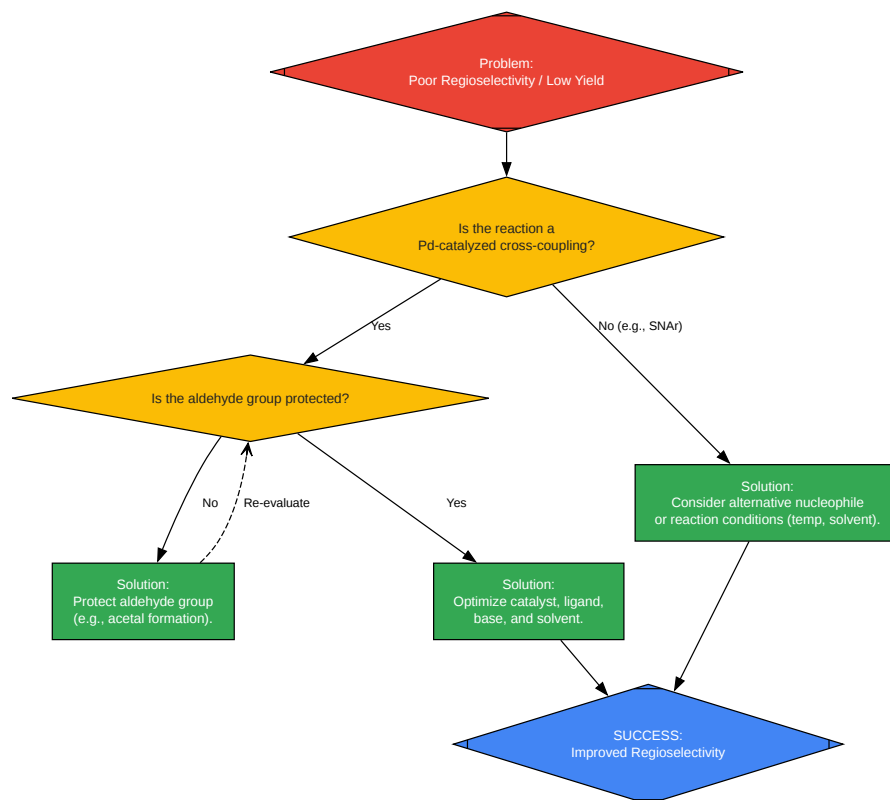 Problem:
Poor Regioselectivity / Low Yield
Is the reaction a
Pd-catalyzed cross-coupling?
Yes
No (e.g., SNAr)
Is the aldehyde group protected?
No
Re-evaluate
Yes
Solution:
Consider alternative nucleophile
or reaction conditions (temp, solvent).
Solution:
Protect aldehyde group
(e.g., acetal formation).
Solution:
Optimize catalyst, ligand,
base, and solvent.
SUCCESS:
Improved Regioselectivity